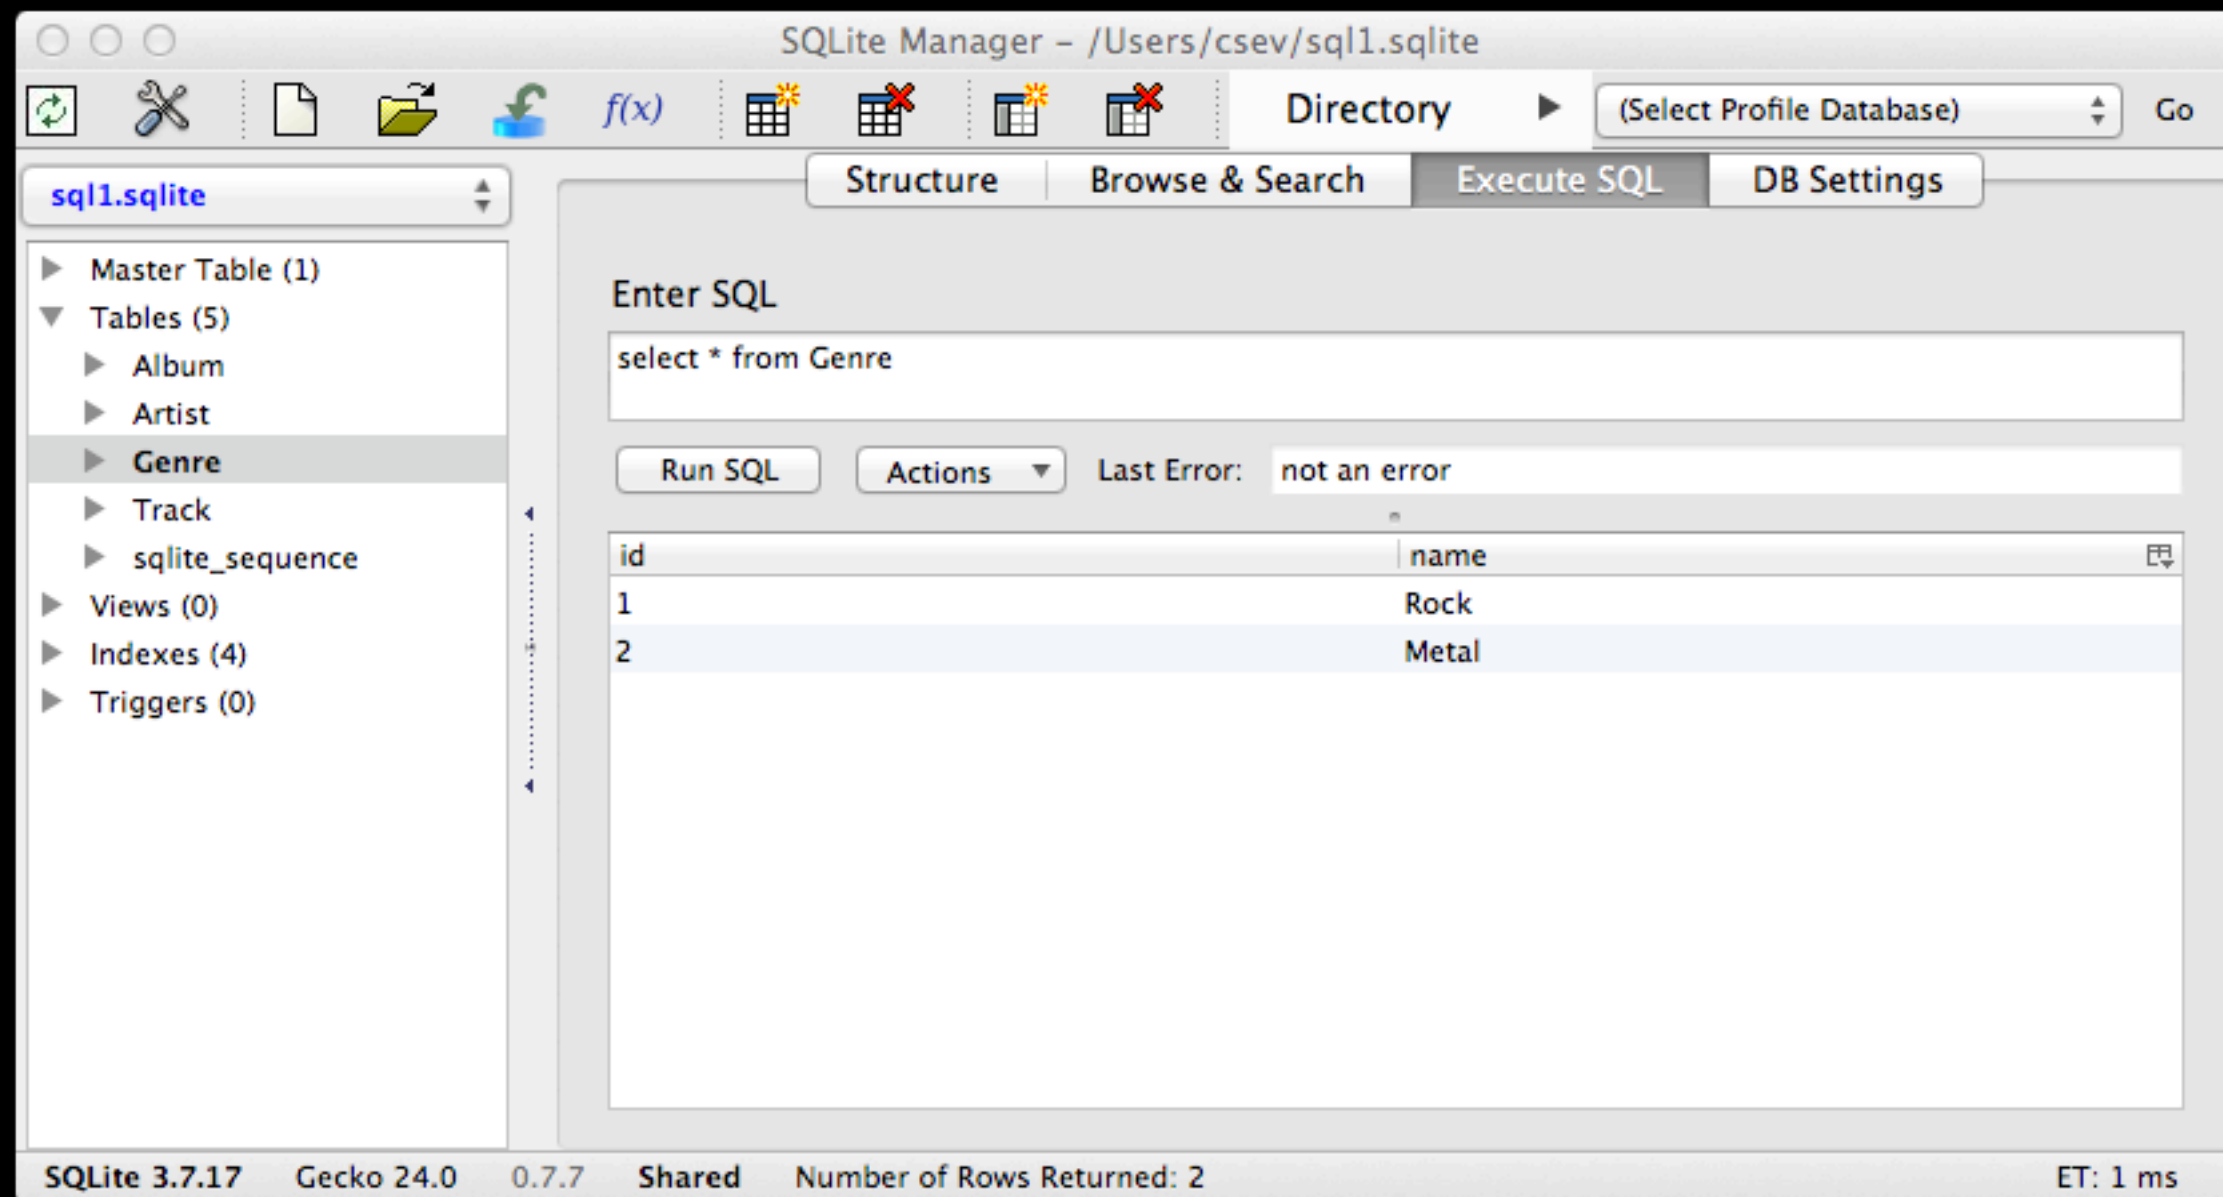 SQLite Manager – /Users/csev/sql1.sqlite
f(x) Directory (Select Profile Database) Go
sql1.sqlite
Structure Browse & Search Execute SQL DB Settings
Master Table (1)
Tables (5)
Album
Artist
Genre
Track
sqlite_sequence
Views (0)
Indexes (4)
Triggers (0)
Enter SQL
select * from Genre
Run SQL Actions Last Error: not an error
id name
1 Rock
2 Metal
SQLite 3.7.17 Gecko 24.0 0.7.7 Shared Number of Rows Returned: 2 ET: 1 ms